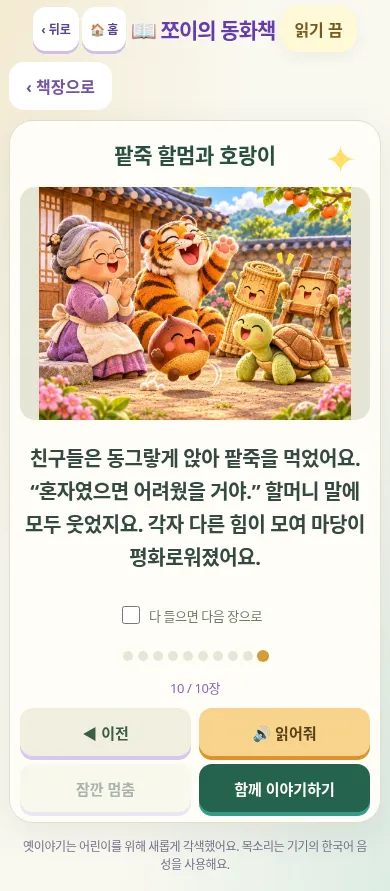 ‹ 뒤로
🏠 홈
📖 쪼이의 동화책
읽기 끔
‹ 책장으로
팥죽 할멈과 호랑이
친구들은 동그랗게 앉아 팥죽을 먹었어요.
“혼자였으면 어려웠을 거야.” 할머니 말에
모두 웃었지요. 각자 다른 힘이 모여 마당이
평화로워졌어요.
다 들으면 다음 장으로
10 / 10장
◀ 이전
🔊 읽어줘
잠깐 멈춤
함께 이야기하기
옛이야기는 어린이를 위해 새롭게 각색했어요. 목소리는 기기의 한국어 음
성을 사용해요.